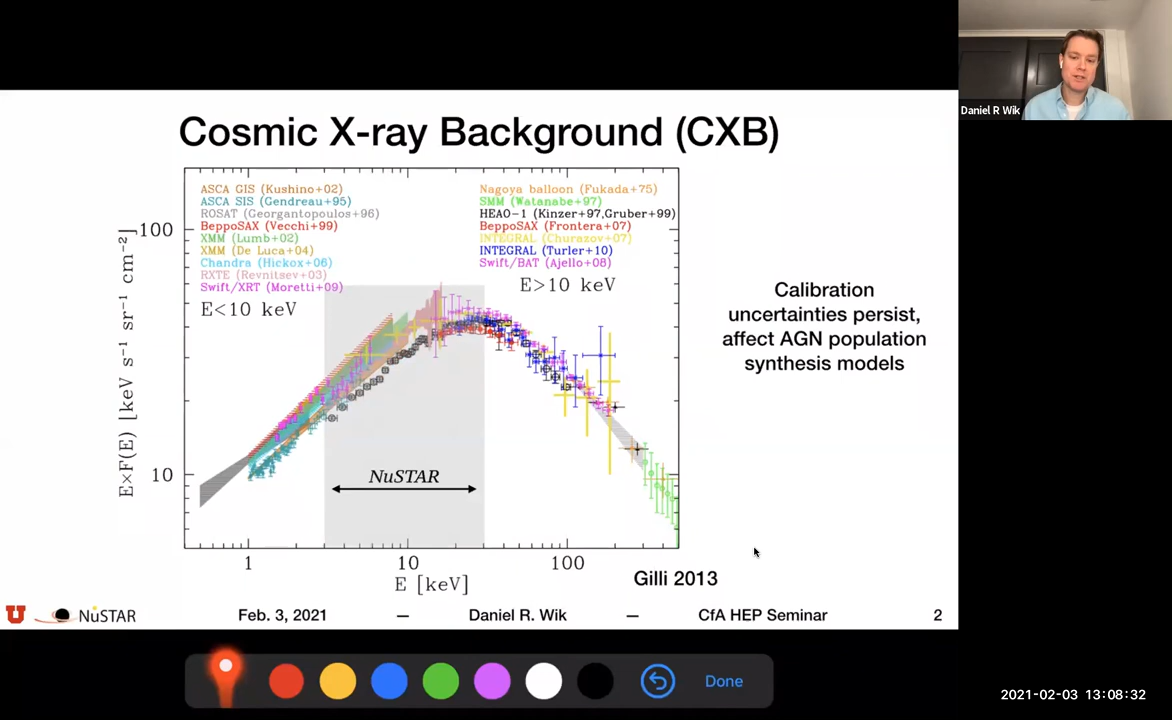 Daniel R Wik
Cosmic X-ray Background (CXB)
ASCA GIS (Kushino+02)
ASCA SIS (Gendreau+95)
ROSAT (Georgantopoulos+96)
BeppoSAX (Vecchi+99)
XMM (Lumb+02)
XMM (De Luca+04)
Chandra (Hickox+06)
RXTE (Revnitsev+03)
Swift/XRT (Moretti+09)
E<10 keV
Nagoya balloon (Fukada+75)
SMM (Watanabe+97)
HEAO-1 (Kinzer+97,Gruber+99)
BeppoSAX (Frontera+07)
INTEGRAL (Churazov+07)
INTEGRAL (Turler+10)
Swift/BAT (Ajello+08)
E>10 keV
100
10
E×F(E) [keV s⁻¹ sr⁻¹ cm⁻²]
NuSTAR
1
10
100
E [keV]
Gilli 2013
Calibration
uncertainties persist,
affect AGN population
synthesis models
U
NuSTAR
Feb. 3, 2021
—
Daniel R. Wik
—
CfA HEP Seminar
2
Done
2021-02-03 13:08:32